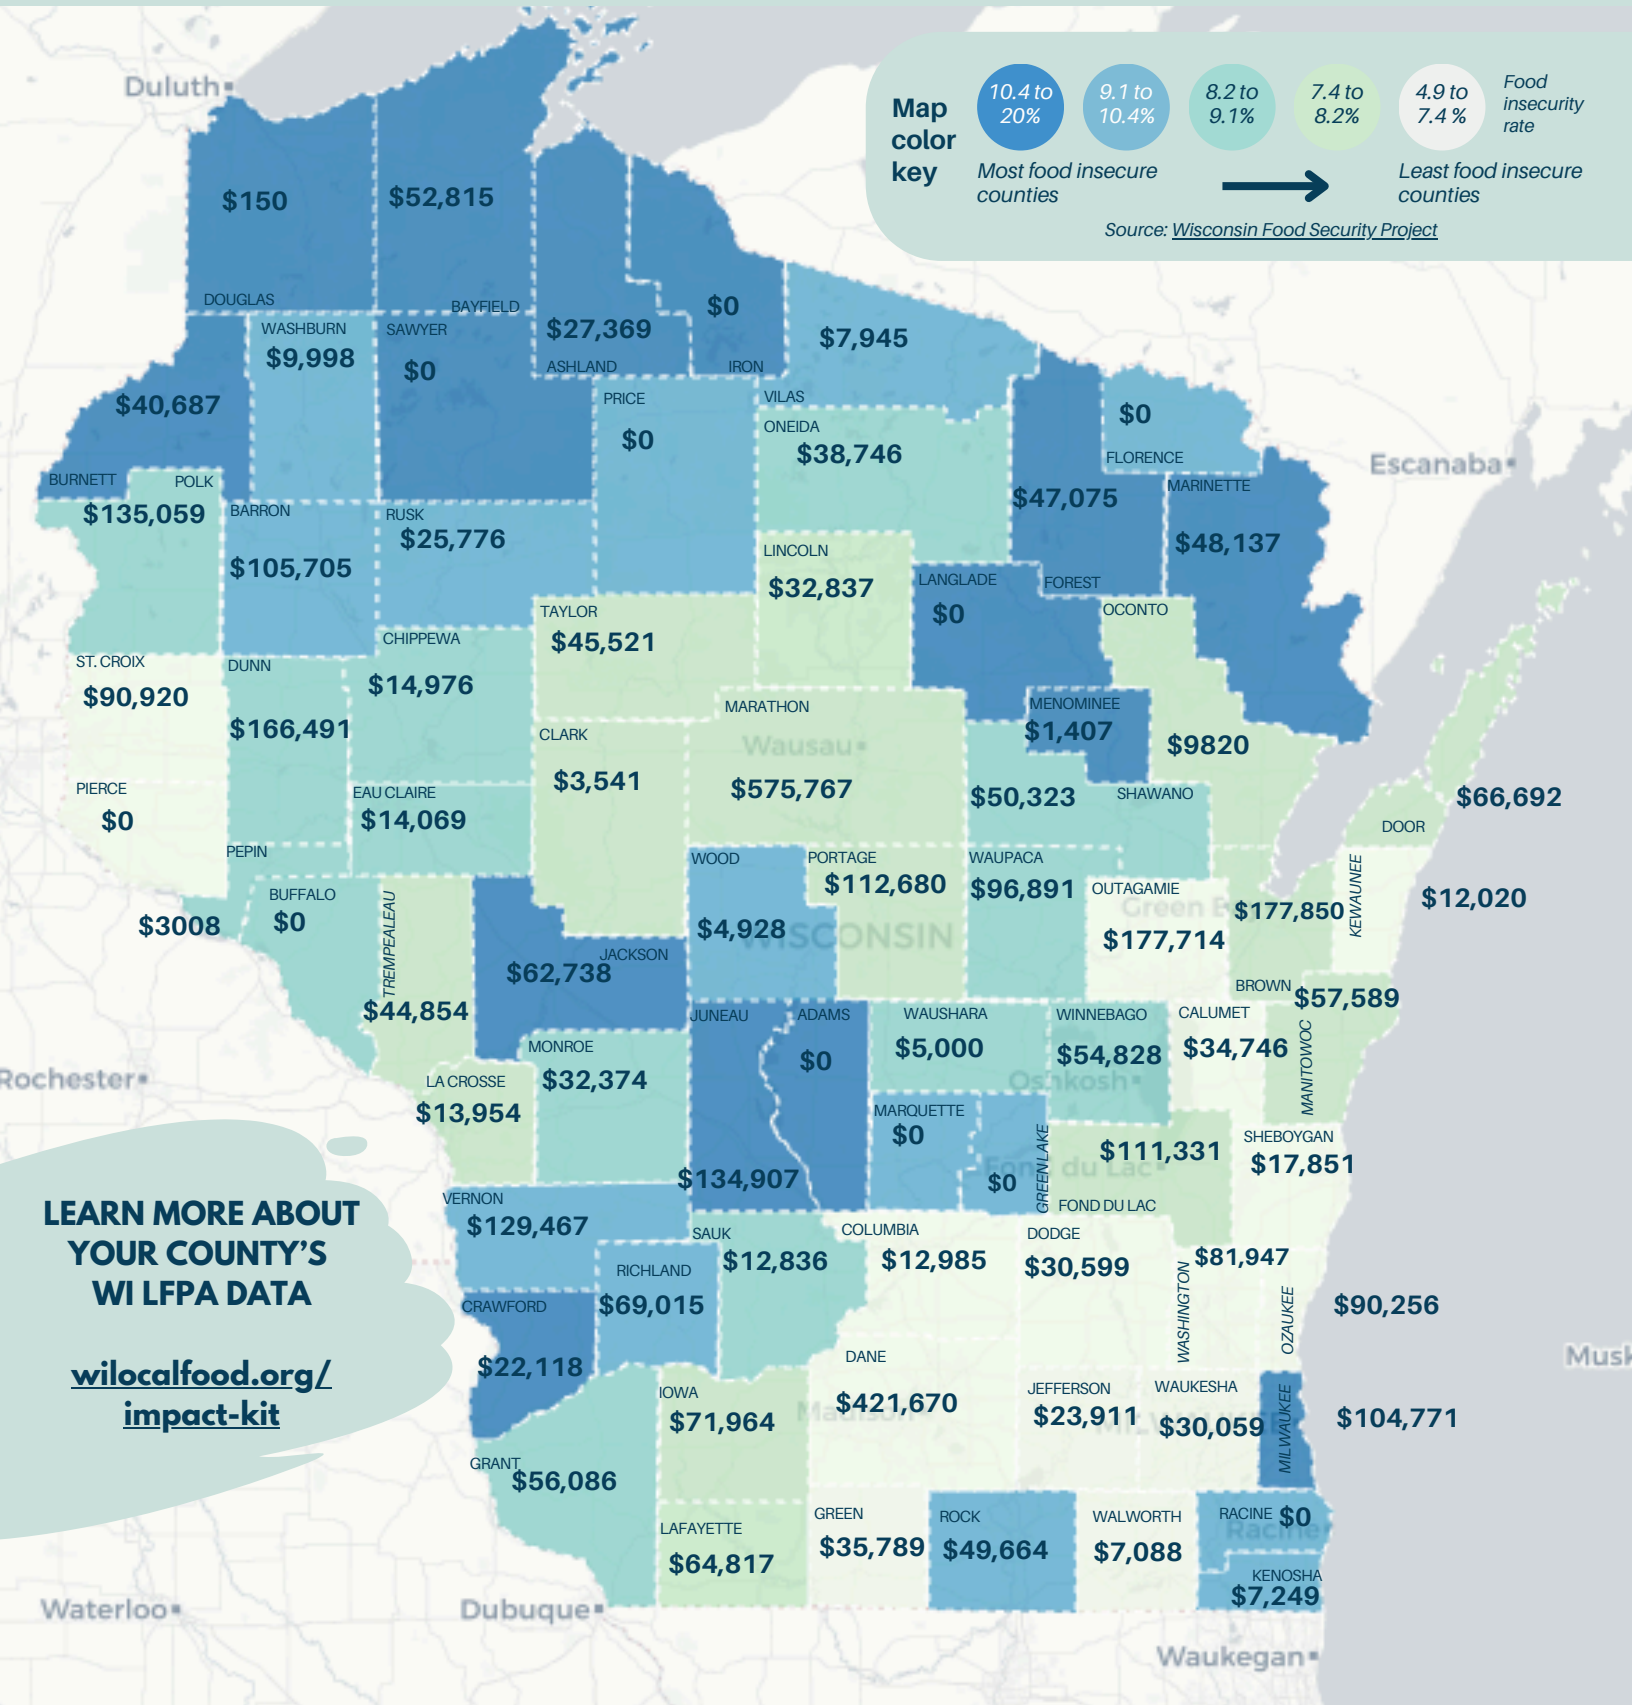 Duluth
Map
color
key
10.4 to
20%
9.1 to
10.4%
8.2 to
9.1%
7.4 to
8.2%
4.9 to
7.4 %
Food
insecurity
rate
Most food insecure
counties
Least food insecure
counties
Source: Wisconsin Food Security Project
$150
DOUGLAS
$52,815
BAYFIELD
$27,369
ASHLAND
$0
IRON
$7,945
VILAS
WASHBURN
$9,998
SAWYER
$0
$40,687
BURNETT
PRICE
$0
ONEIDA
$38,746
$0
FLORENCE
Escanaba
$47,075
FOREST
MARINETTE
$48,137
POLK
$135,059
BARRON
$105,705
RUSK
$25,776
LINCOLN
$32,837
LANGLADE
$0
OCONTO
$9820
TAYLOR
$45,521
CHIPPEWA
$14,976
ST. CROIX
$90,920
DUNN
$166,491
MENOMINEE
$1,407
MARATHON
Wausau
$575,767
CLARK
$3,541
PIERCE
$0
EAU CLAIRE
$14,069
$50,323
SHAWANO
$66,692
DOOR
PEPIN
$3008
BUFFALO
$0
TREMPEALEAU
$44,854
WOOD
$4,928
PORTAGE
$112,680
WISCONSIN
WAUPACA
$96,891
OUTAGAMIE
$177,714
$177,850
BROWN
KEWAUNEE
$12,020
JACKSON
$62,738
JUNEAU
$134,907
ADAMS
$0
WAUSHARA
$5,000
WINNEBAGO
$54,828
Oshkosh
CALUMET
$34,746
$57,589
MANITOWOC
MONROE
$32,374
Rochester
LA CROSSE
$13,954
MARQUETTE
$0
GREEN LAKE
$0
$111,331
Fond du Lac
FOND DU LAC
SHEBOYGAN
$17,851
LEARN MORE ABOUT
YOUR COUNTY’S
WI LFPA DATA
wilocalfood.org/
impact-kit
VERNON
$129,467
RICHLAND
$69,015
SAUK
$12,836
COLUMBIA
$12,985
DODGE
$30,599
$81,947
WASHINGTON
OZAUKEE
$90,256
CRAWFORD
$22,118
Musk
DANE
$421,670
Madison
IOWA
$71,964
JEFFERSON
$23,911
WAUKESHA
$30,059
MILWAUKEE
MILWAUKEE
$104,771
GRANT
$56,086
LAFAYETTE
$64,817
GREEN
$35,789
ROCK
$49,664
WALWORTH
$7,088
RACINE
$0
Racine
KENOSHA
$7,249
Waterloo
Dubuque
Waukegan